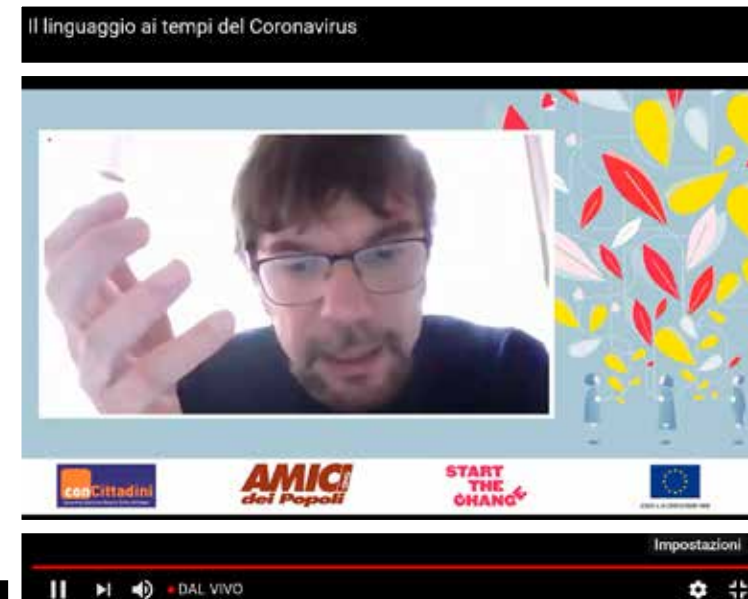 Il linguaggio ai tempi del Coronavirus
conCittadini
AMICI
dei Popoli
START
THE
CHANGE
Impostazioni
DAL VIVO